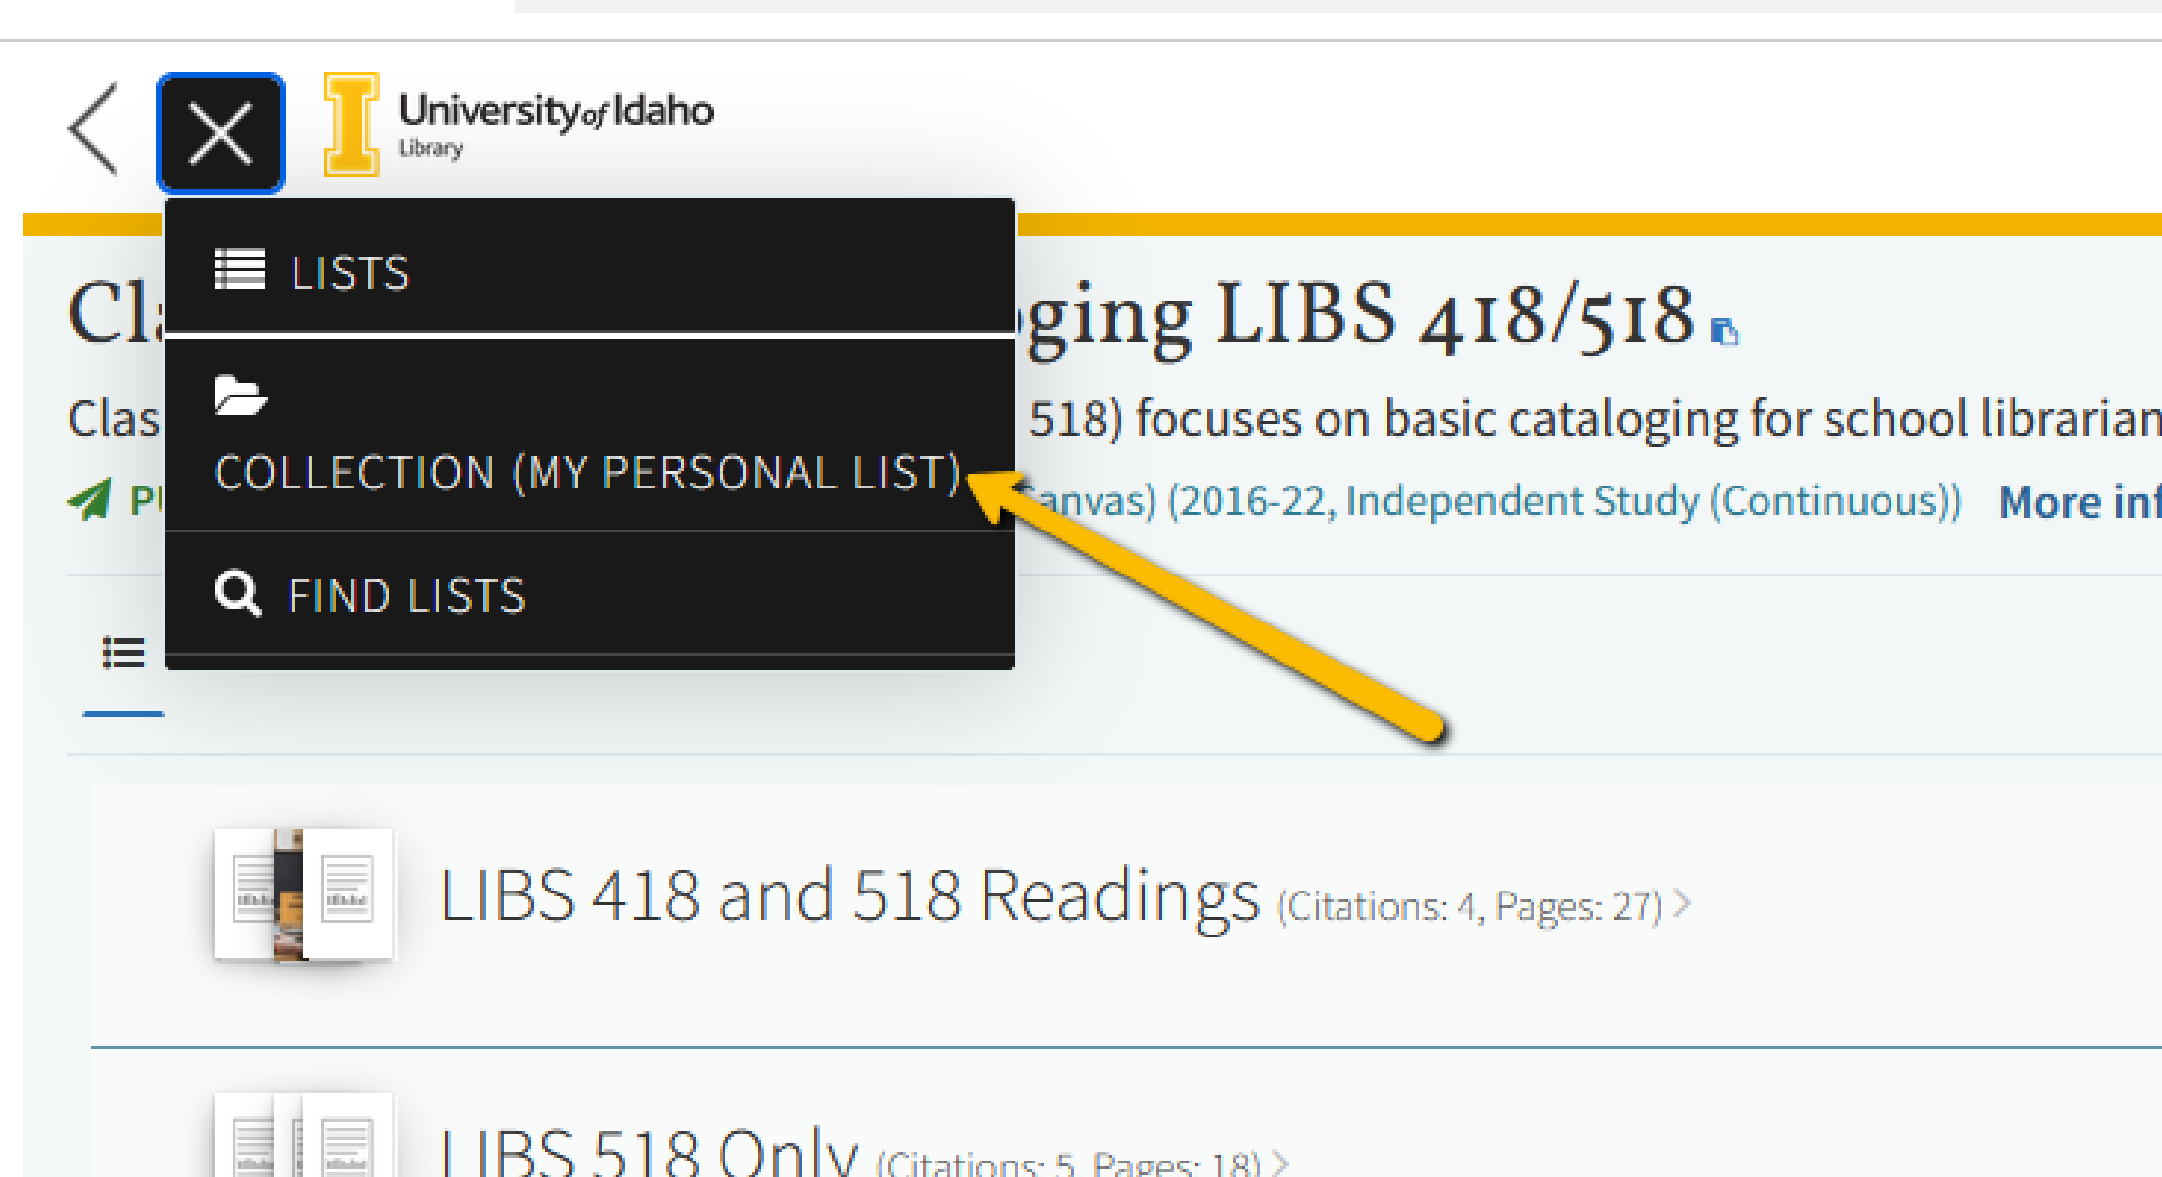 University of Idaho
Library
LISTS
ging LIBS 418/518
COLLECTION (MY PERSONAL LIST)
Clas 518) focuses on basic cataloging for school librarian
anvas) (2016-22, Independent Study (Continuous)) More inf
FIND LISTS
LIBS 418 and 518 Readings (Citations: 4, Pages: 27) >
LIBS 518 Only (Citations: 5, Pages: 18) >